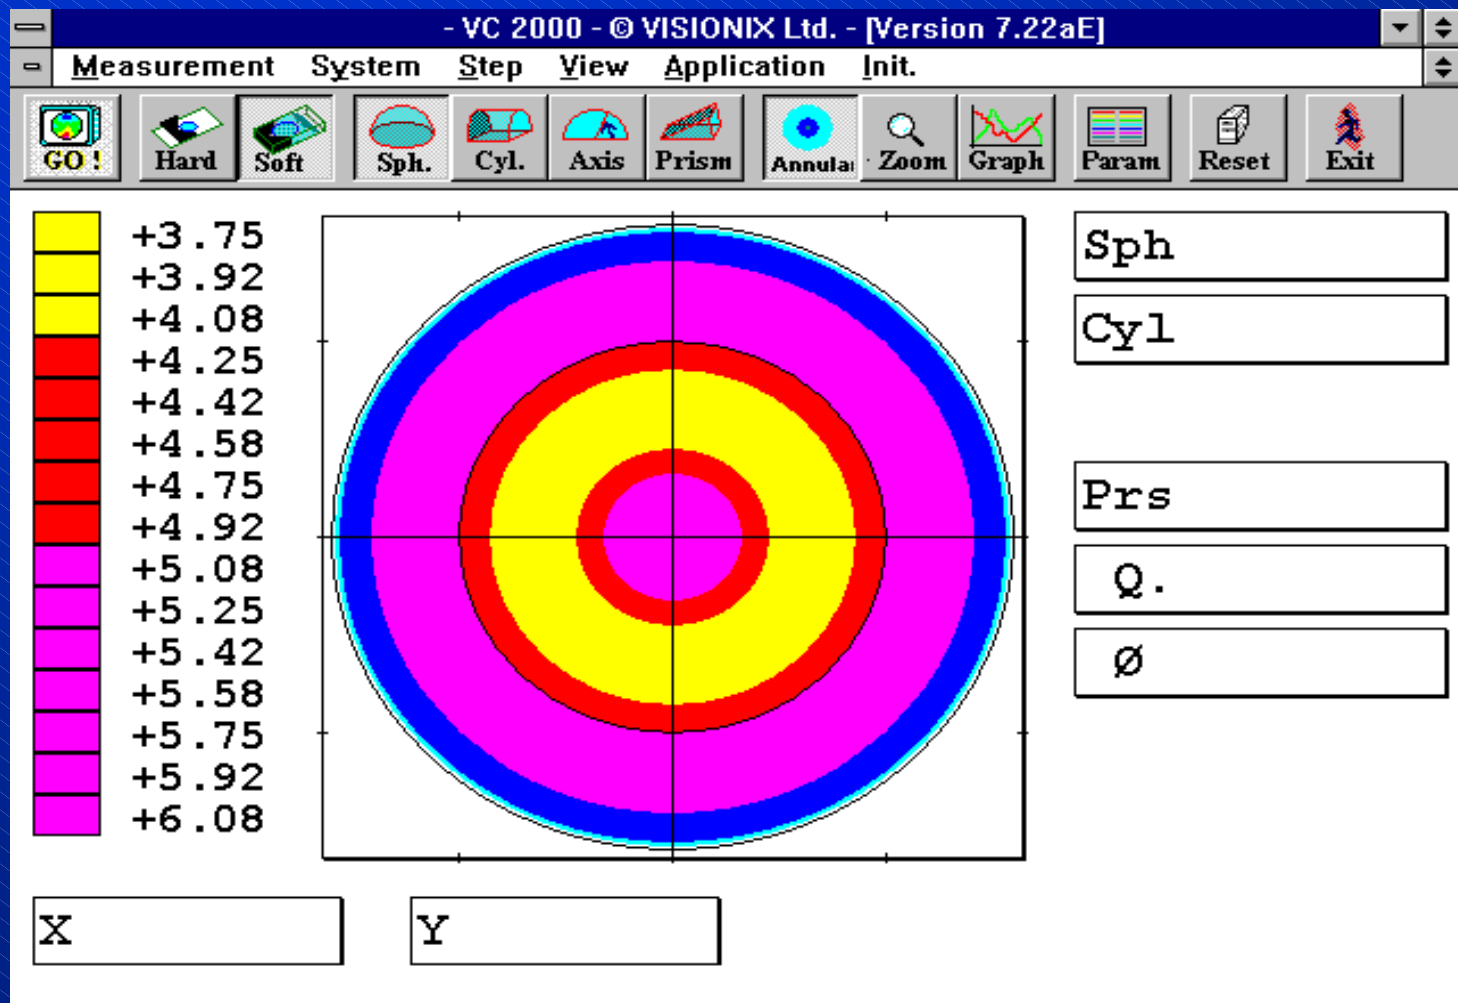 - VC 2000 - © VISIONIX Ltd. - [Version 7.22aE]
Measurement System Step View Application Init.
GO! Hard Soft Sph. Cyl. Axis Prism Annular Zoom Graph Param Reset Exit
+3.75
+3.92
+4.08
+4.25
+4.42
+4.58
+4.75
+4.92
+5.08
+5.25
+5.42
+5.58
+5.75
+5.92
+6.08
Sph
Cyl
Prs
Q.
Ø
X
Y